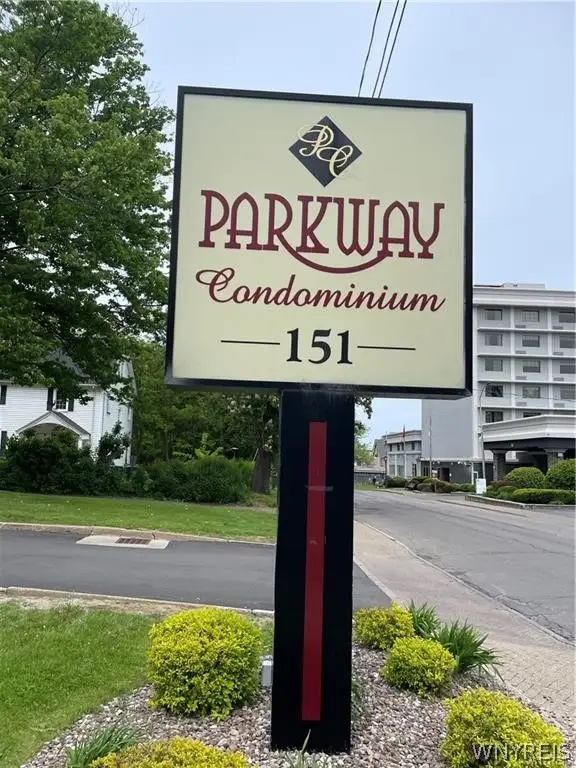 PC
PARKWAY
Condominium
151
WNYREIS